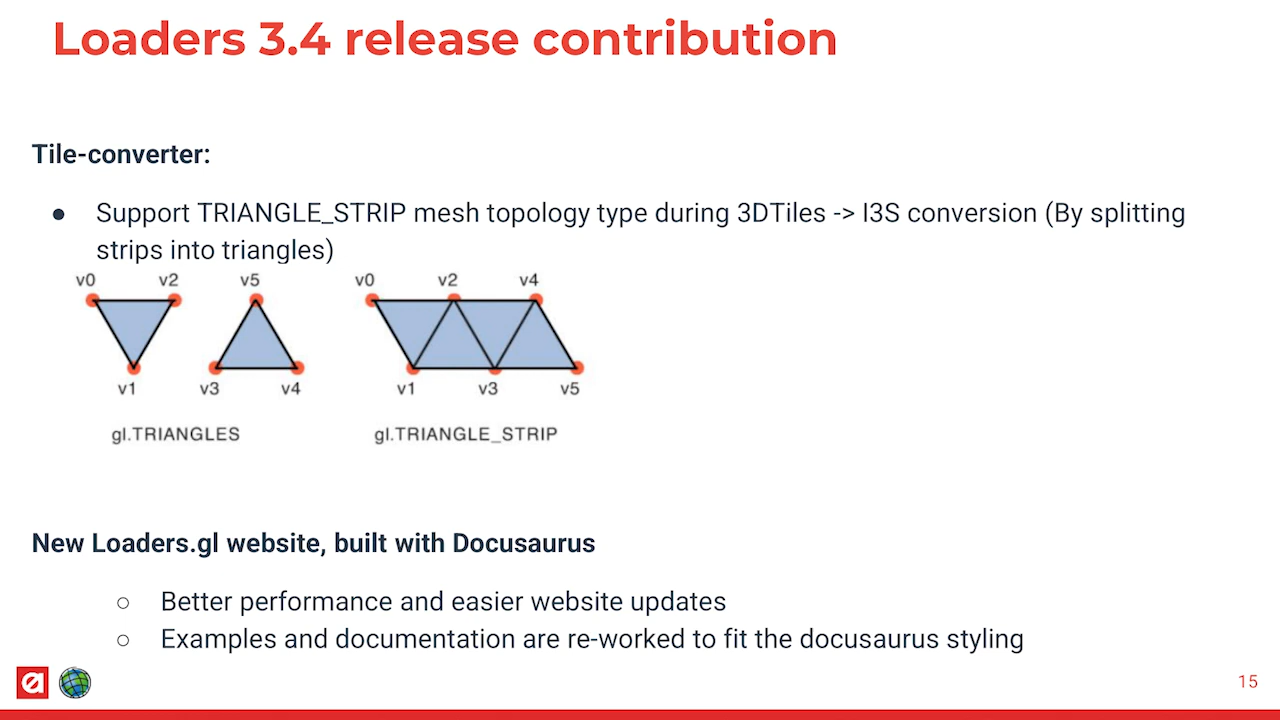 Loaders 3.4 release contribution
Tile-converter:
● Support TRIANGLE_STRIP mesh topology type during 3DTiles -> I3S conversion (By splitting
strips into triangles)
v0 v2 v5 v0 v2 v4
v1 v3 v4 v1 v3 v5
gl.TRIANGLES gl.TRIANGLE_STRIP
New Loaders.gl website, built with Docusaurus
○ Better performance and easier website updates
○ Examples and documentation are re-worked to fit the docusaurus styling
15